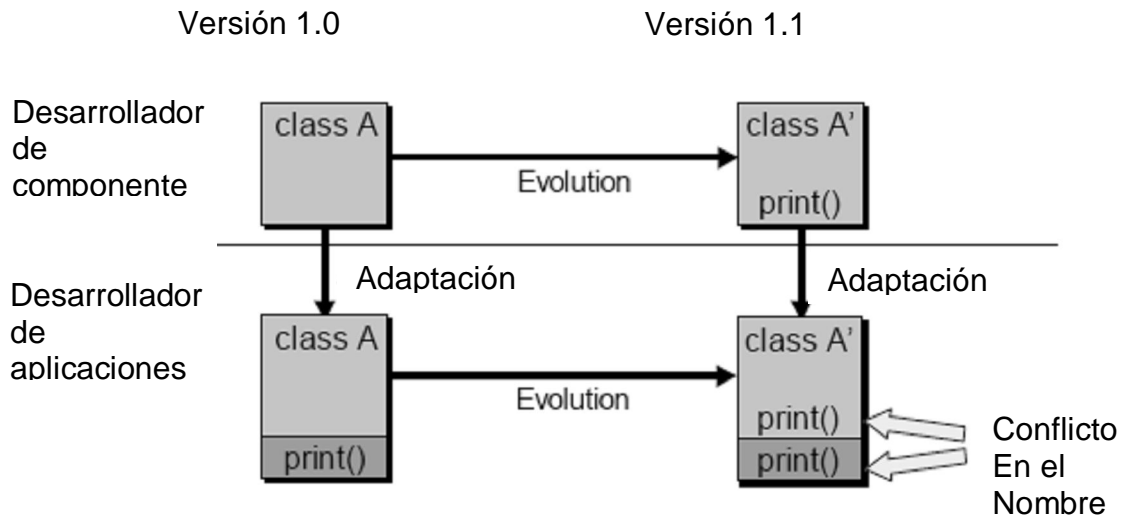 Versión 1.0
Versión 1.1
Desarrollador
de
componente
class A
Evolution
class A'
print()
Adaptación
Adaptación
Desarrollador
de
aplicaciones
class A
print()
Evolution
class A'
print()
print()
Conflicto
En el
Nombre